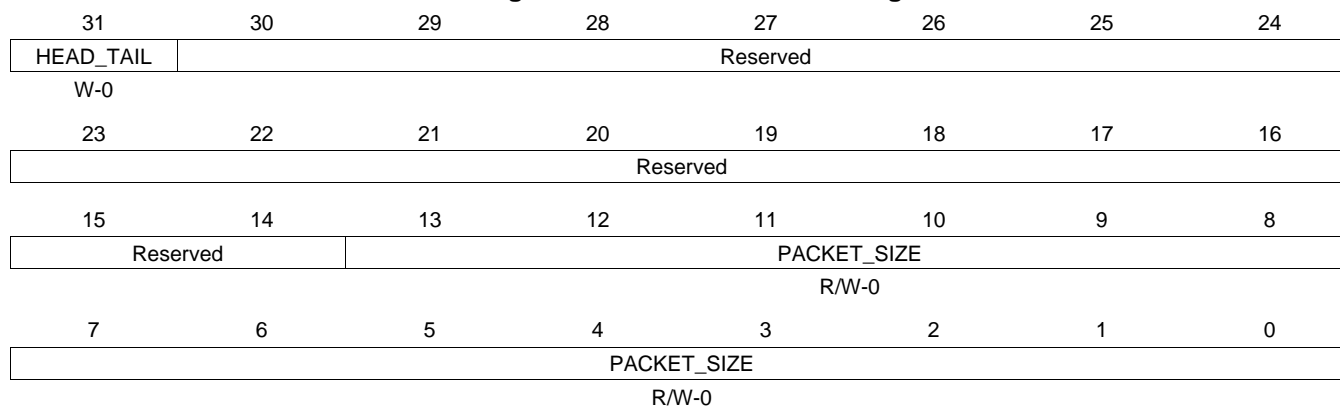 31 30 29 28 27 26 25 24
HEAD_TAIL Reserved
W-0
23 22 21 20 19 18 17 16
Reserved
15 14 13 12 11 10 9 8
Reserved PACKET_SIZE
R/W-0
7 6 5 4 3 2 1 0
PACKET_SIZE
R/W-0